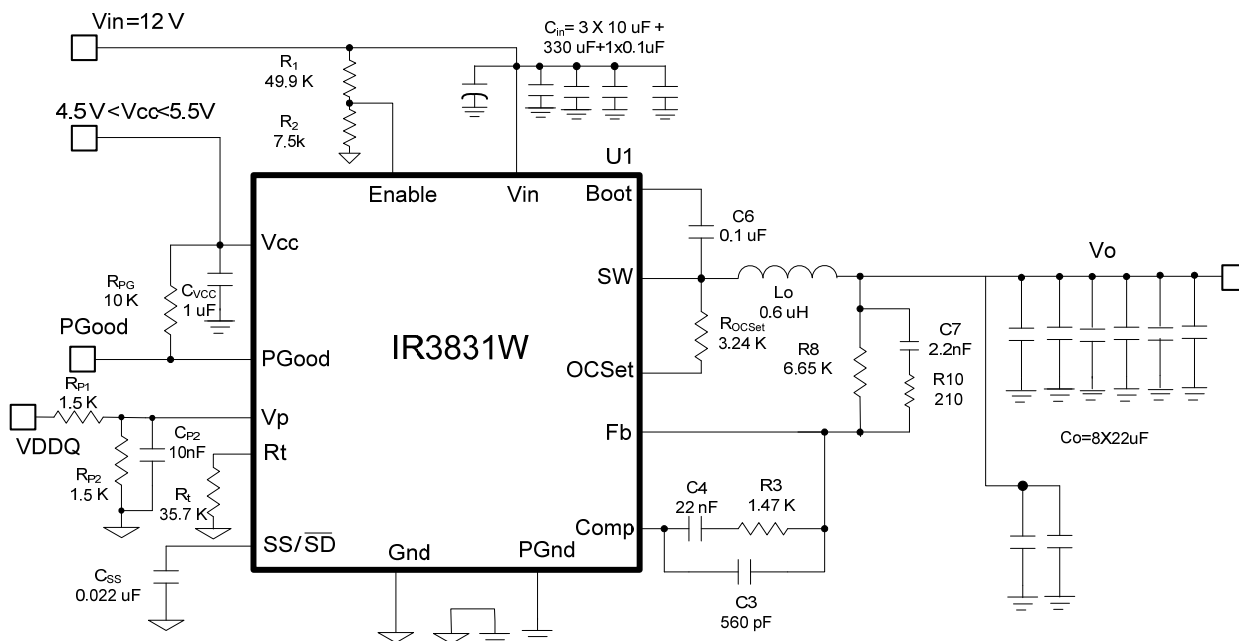 Vin=12 V
Cin= 3 X 10 uF +
330 uF+1x0.1uF
R1
49.9 K
4.5V <Vcc<5.5V
R2
7.5k
U1
Enable
Vin
Boot
C6
0.1 uF
Vcc
SW
Vo
RPG
10 K
CVCC
1 uF
Lo
0.6 uH
ROCSet
3.24 K
C7
2.2nF
PGood
IR3831W
R8
6.65 K
PGood
OCSet
R10
210
RP1
1.5 K
Vp
VDDQ
CP2
10nF
Fb
Co=8X22uF
Rt
RP2
1.5 K
Rt
35.7 K
C4
22 nF
R3
1.47 K
Comp
SS/SD
Gnd
PGnd
CSS
0.022 uF
C3
560 pF